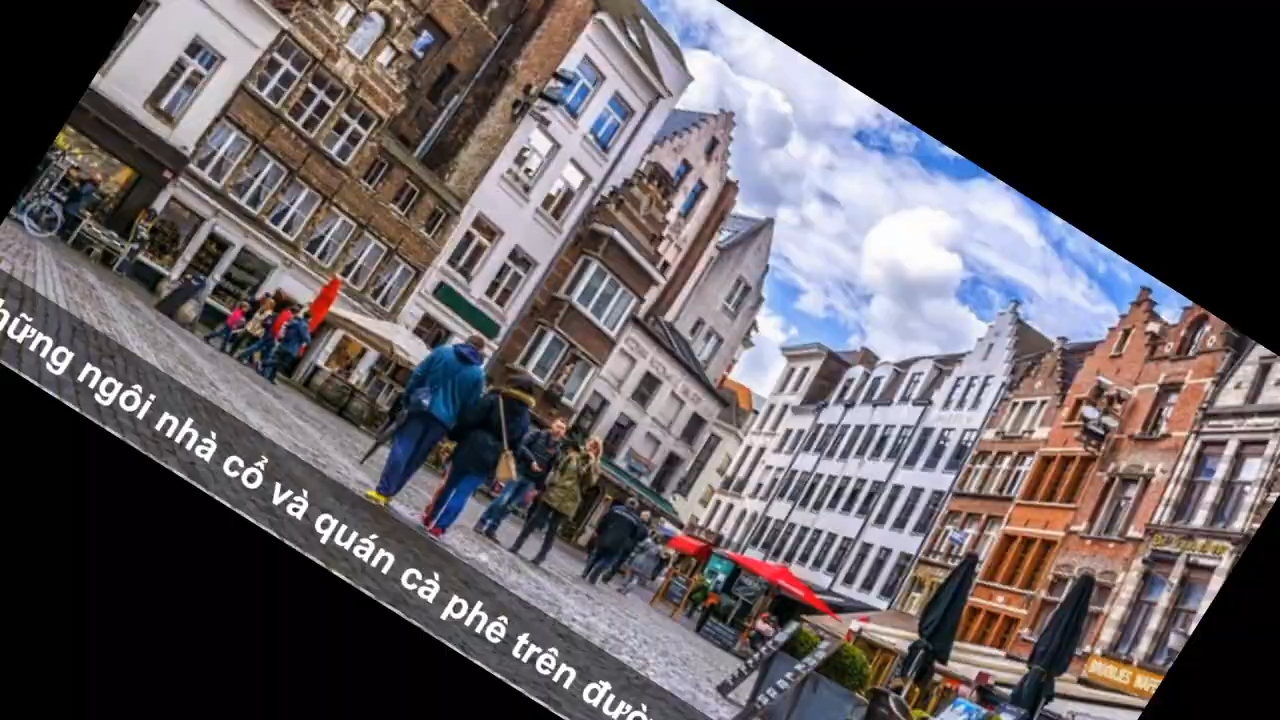 hững ngôi nhà cổ và quán cà phê trên đườ